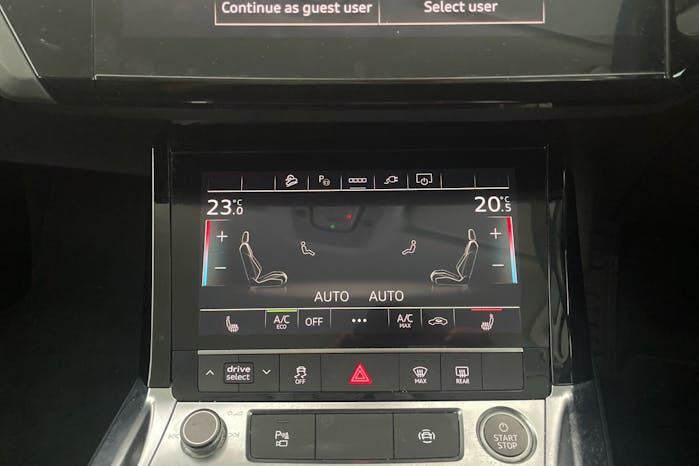 Continue as guest user Select user
P
23.0 °C 20.5 °C
+ +
− −
AUTO AUTO
A/C ECO OFF ... A/C MAX
drive select OFF MAX REAR
P START STOP